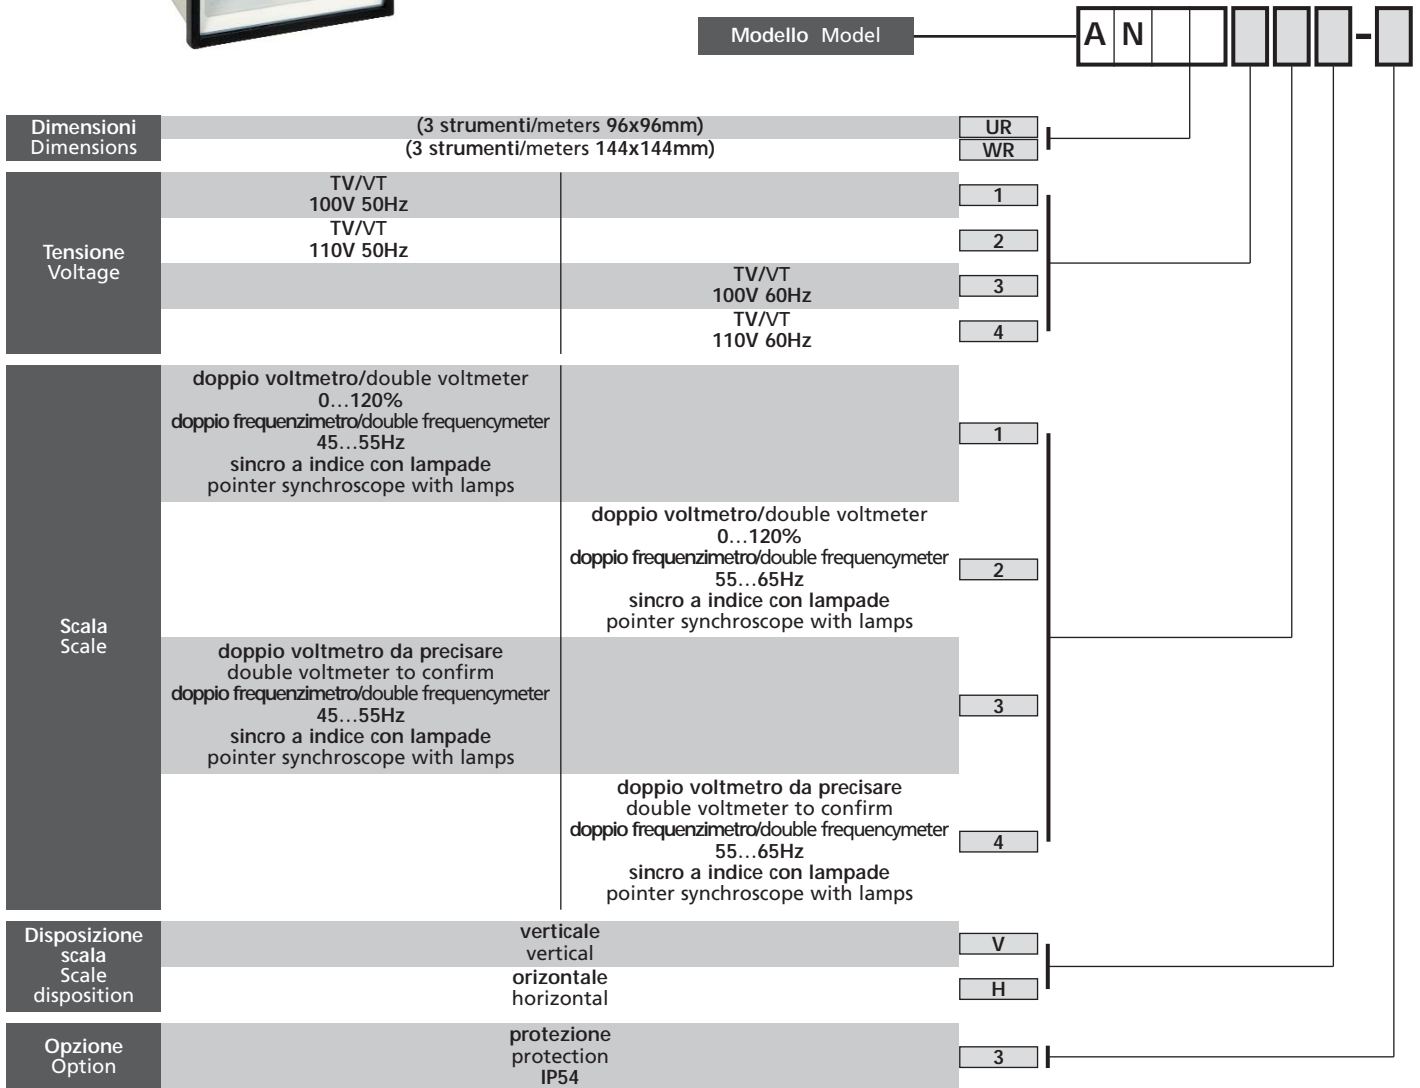 Modello Model
A N -
Dimensioni
Dimensions
(3 strumenti/meters 96x96mm)
UR
(3 strumenti/meters 144x144mm)
WR
Tensione
Voltage
TV/VT
100V 50Hz
1
TV/VT
110V 50Hz
2
TV/VT
100V 60Hz
3
TV/VT
110V 60Hz
4
Scala
Scale
doppio voltmetro/double voltmeter
0...120%
doppio frequenzimetro/double frequencymeter
45...55Hz
sincro a indice con lampade
pointer synchroscope with lamps
1
doppio voltmetro/double voltmeter
0...120%
doppio frequenzimetro/double frequencymeter
55...65Hz
sincro a indice con lampade
pointer synchroscope with lamps
2
doppio voltmetro da precisare
double voltmeter to confirm
doppio frequenzimetro/double frequencymeter
45...55Hz
sincro a indice con lampade
pointer synchroscope with lamps
3
doppio voltmetro da precisare
double voltmeter to confirm
doppio frequenzimetro/double frequencymeter
55...65Hz
sincro a indice con lampade
pointer synchroscope with lamps
4
Disposizione
scala
Scale
disposition
verticale
vertical
V
orizontale
horizontal
H
Opzione
Option
protezione
protection
IP54
3